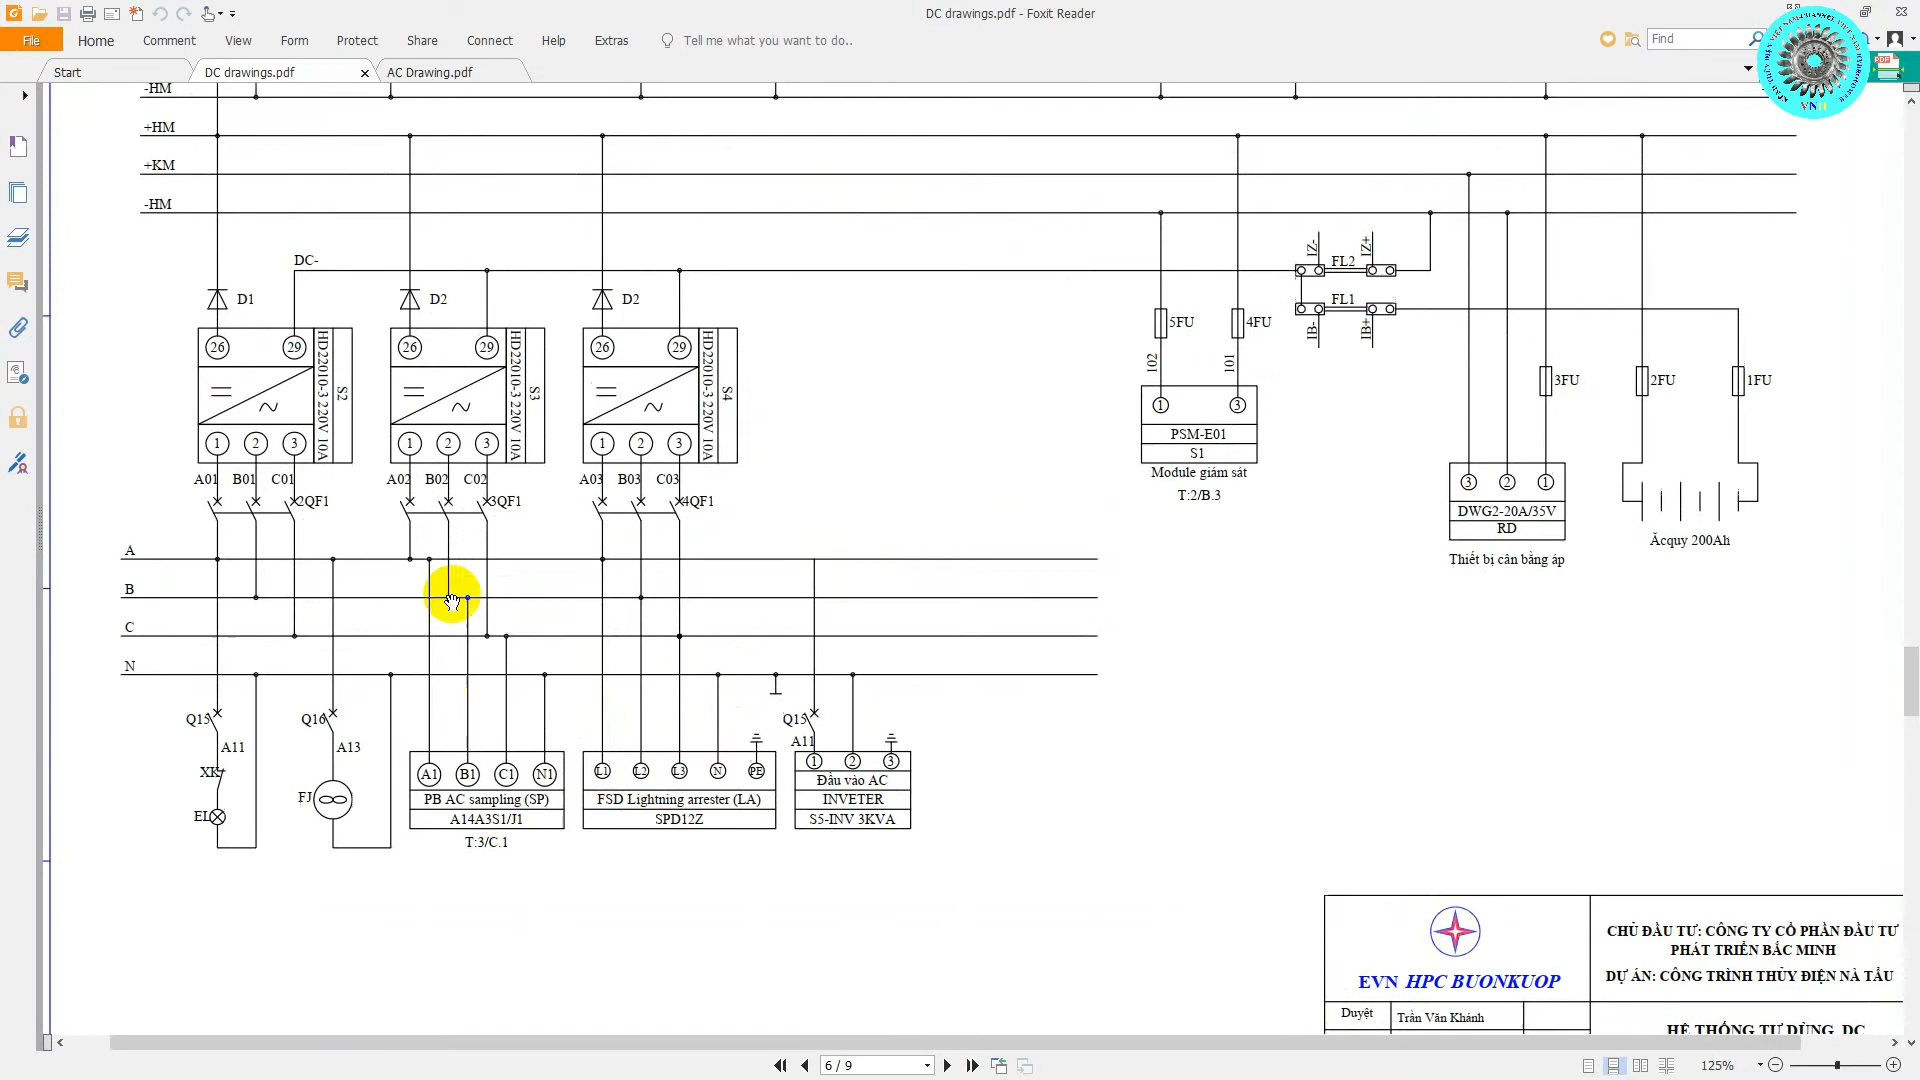 DC drawings.pdf - Foxit Reader
File Home Comment View Form Protect Share Connect Help Extras Tell me what you want to do.. Find
Start DC drawings.pdf AC Drawing.pdf
-HM
+HM
+KM
-HM
DC-
IZ- FL2 IZ+
D1 D2 D2
FL1
IB- IB+
5FU 4FU
26 29 26 29 26 29
102 101
HD22010-3 220V 10A S2
HD22010-3 220V 10A S3
HD22010-3 220V 10A S4
3FU 2FU 1FU
1 3
PSM-E01
S1
Module giám sát
T:2/B.3
1 2 3 1 2 3 1 2 3
A01 B01 C01 A02 B02 C02 A03 B03 C03
2QF1 3QF1 4QF1
3 2 1
DWG2-20A/35V
RD
Thiết bị cân bằng áp
Ăcquy 200Ah
A
B
C
N
Q15 Q16 Q15
A11 A13 A11
XK
EL
FJ
A1 B1 C1 N1
PB AC sampling (SP)
A14A3S1/J1
T:3/C.1
L1 L2 L3 N PE
FSD Lightning arrester (LA)
SPD12Z
1 2 3
Đầu vào AC
INVETER
S5-INV 3KVA
EVN HPC BUONKUOP
CHỦ ĐẦU TƯ: CÔNG TY CỔ PHẦN ĐẦU TƯ
PHÁT TRIỂN BẮC MINH
DỰ ÁN: CÔNG TRÌNH THỦY ĐIỆN NÀ TẨU
Duyệt Trần Văn Khánh
HỆ THỐNG TỰ DÙNG DC
6 / 9
125%